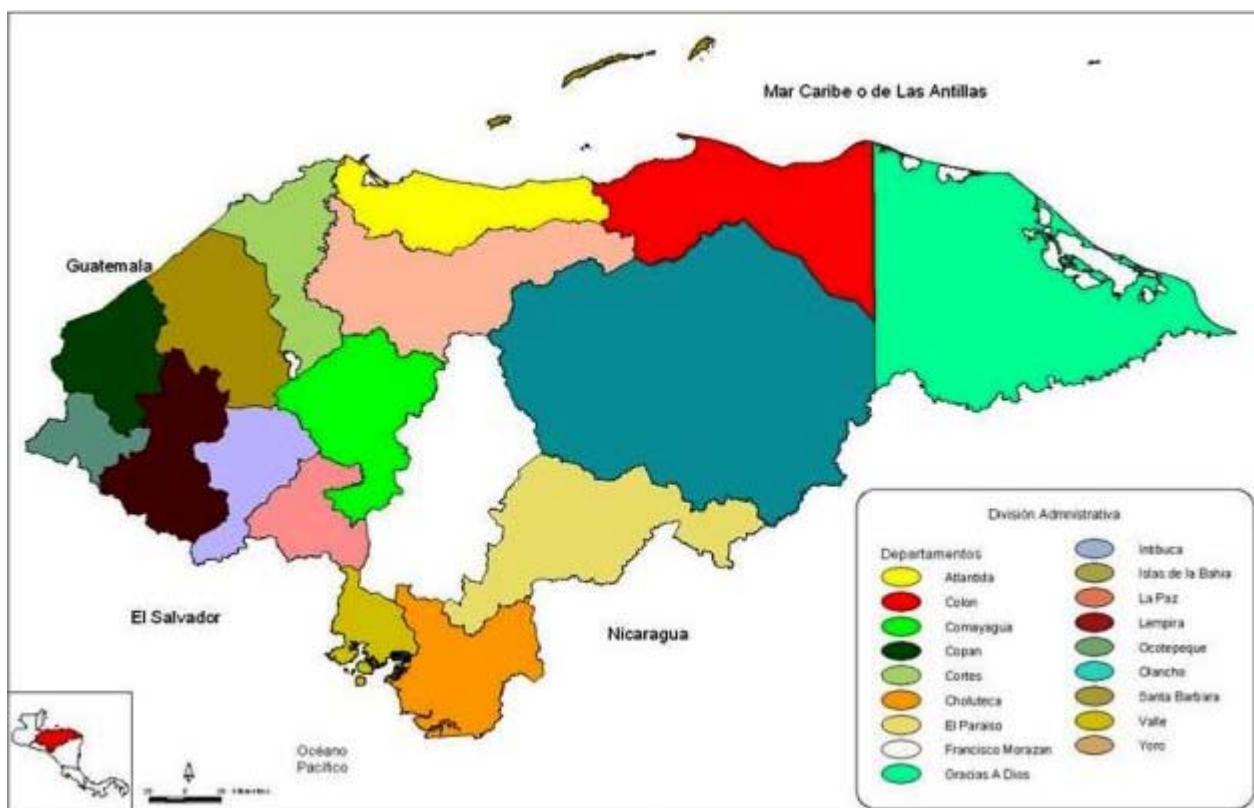 Mar Caribe o de Las Antillas
Guatemala
El Salvador
Nicaragua
Océano
Pacífico
División Admnistrativa
Departamentos
Atlantida
Colon
Comayagua
Copan
Cortes
Choluteca
El Paraiso
Francisco Morazan
Gracias A Dios
Intibuca
Islas de la Bahia
La Paz
Lempira
Ocotepeque
Olancho
Santa Barbara
Valle
Yoro